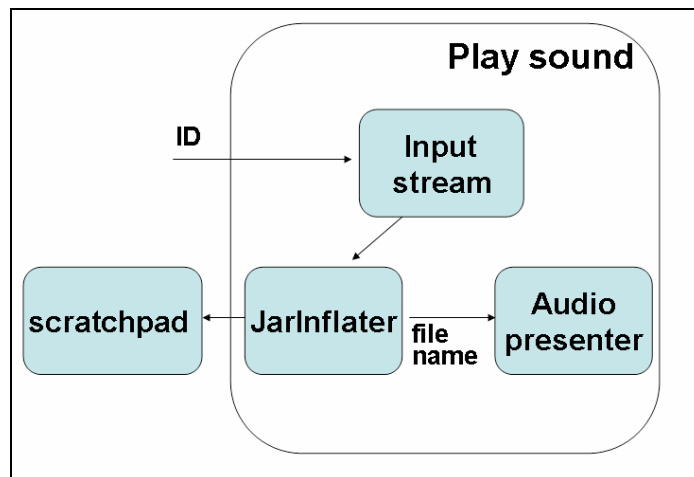 Play sound
ID
Input
stream
scratchpad
JarInflater
file
name
Audio
presenter